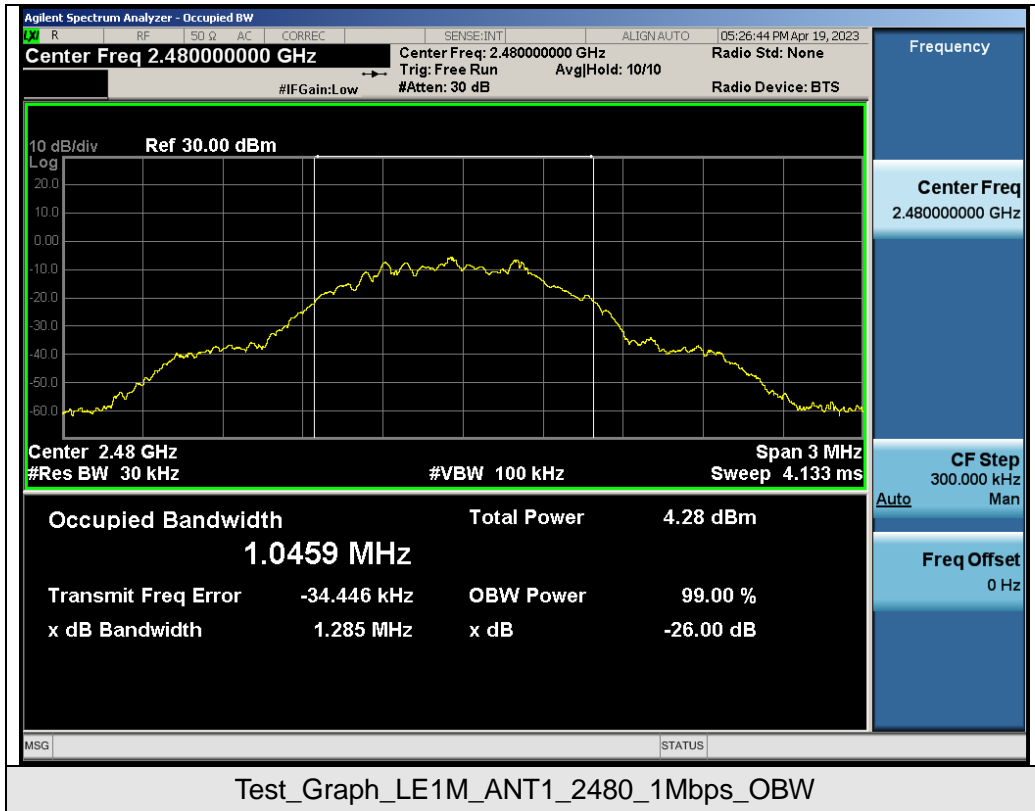 Agilent Spectrum Analyzer - Occupied BW
LXI R RF 50 Ω AC CORREC SENSE:INT ALIGN AUTO 05:26:44 PM Apr 19, 2023
Center Freq 2.480000000 GHz
Center Freq: 2.480000000 GHz
Radio Std: None
Trig: Free Run Avg|Hold: 10/10
#IFGain:Low
#Atten: 30 dB
Radio Device: BTS
Frequency
10 dB/div Ref 30.00 dBm
Log
20.0
10.0
0.00
-10.0
-20.0
-30.0
-40.0
-50.0
-60.0
Center 2.48 GHz
Span 3 MHz
#Res BW 30 kHz
#VBW 100 kHz
Sweep 4.133 ms
Center Freq
2.480000000 GHz
CF Step
300.000 kHz
Auto Man
Freq Offset
0 Hz
Occupied Bandwidth
Total Power 4.28 dBm
1.0459 MHz
Transmit Freq Error -34.446 kHz
OBW Power 99.00 %
x dB Bandwidth 1.285 MHz
x dB -26.00 dB
MSG
STATUS
Test_Graph_LE1M_ANT1_2480_1Mbps_OBW